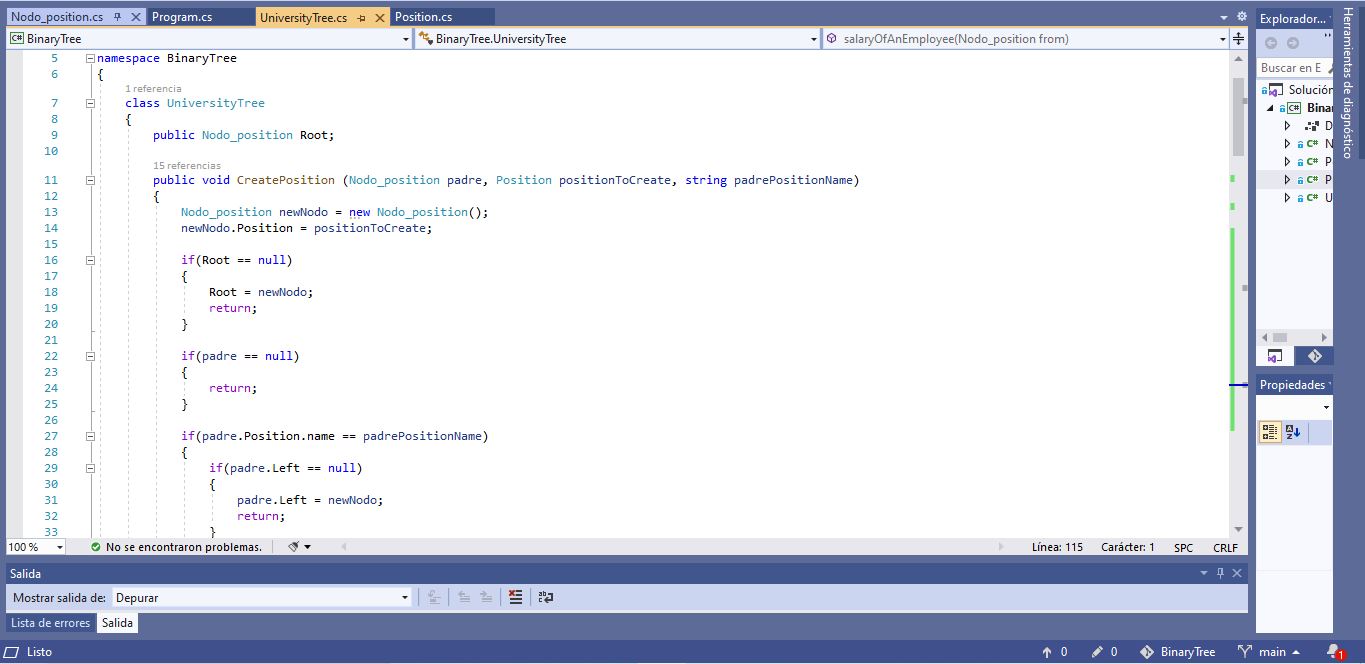 Nodo_position.cs
Program.cs
UniversityTree.cs
Position.cs
C# BinaryTree
BinaryTree.UniversityTree
salaryOfAnEmployee(Nodo_position from)
5 namespace BinaryTree
6 {
1 referencia
7 class UniversityTree
8 {
9 public Nodo_position Root;
10
15 referencias
11 public void CreatePosition (Nodo_position padre, Position positionToCreate, string padrePositionName)
12 {
13 Nodo_position newNodo = new Nodo_position();
14 newNodo.Position = positionToCreate;
15
16 if(Root == null)
17 {
18 Root = newNodo;
19 return;
20 }
21
22 if(padre == null)
23 {
24 return;
25 }
26
27 if(padre.Position.name == padrePositionName)
28 {
29 if(padre.Left == null)
30 {
31 padre.Left = newNodo;
32 return;
33 }
100 %
No se encontraron problemas.
Línea: 115
Carácter: 1
SPC
CRLF
Salida
Mostrar salida de:
Depurar
Lista de errores
Salida
Listo
0
0
BinaryTree
main
1
Explorador...
Buscar en E
Solución
C# Binar
D
C# N
C# P
C# P
C# U
Propiedades
Herramientas de diagnóstico